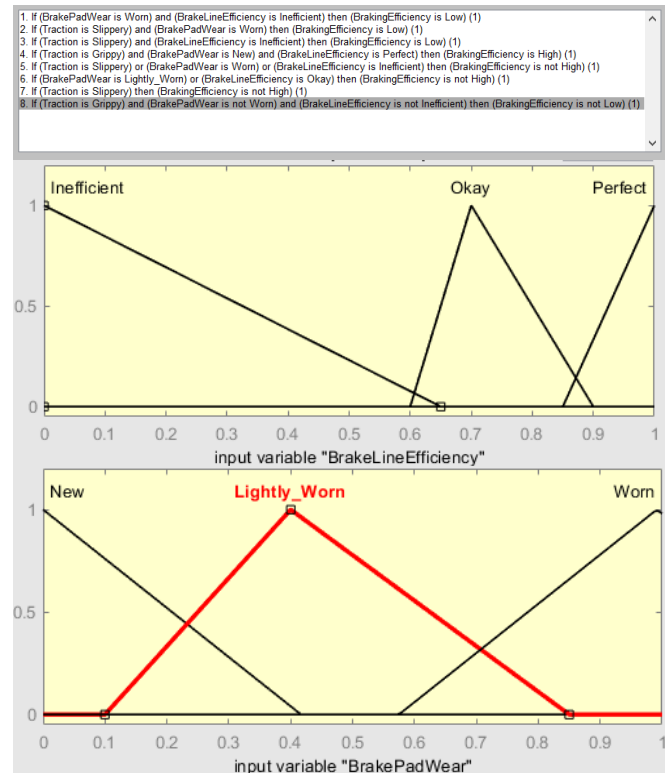 1. If (BrakePadWear is Worn) and (BrakeLineEfficiency is Inefficient) then (BrakingEfficiency is Low) (1)
2. If (Traction is Slippery) and (BrakePadWear is Worn) then (BrakingEfficiency is Low) (1)
3. If (Traction is Slippery) and (BrakeLineEfficiency is Inefficient) then (BrakingEfficiency is Low) (1)
4. If (Traction is Grippy) and (BrakePadWear is New) and (BrakeLineEfficiency is Perfect) then (BrakingEfficiency is High) (1)
5. If (Traction is Slippery) or (BrakePadWear is Worn) or (BrakeLineEfficiency is Inefficient) then (BrakingEfficiency is not High) (1)
6. If (BrakePadWear is Lightly_Worn) or (BrakeLineEfficiency is Okay) then (BrakingEfficiency is not High) (1)
7. If (Traction is Slippery) then (BrakingEfficiency is not High) (1)
8. If (Traction is Grippy) and (BrakePadWear is not Worn) and (BrakeLineEfficiency is not Inefficient) then (BrakingEfficiency is not Low) (1)
Inefficient Okay Perfect
1
0.5
0
0 0.1 0.2 0.3 0.4 0.5 0.6 0.7 0.8 0.9 1
input variable "BrakeLineEfficiency"
New Lightly_Worn Worn
1
0.5
0
0 0.1 0.2 0.3 0.4 0.5 0.6 0.7 0.8 0.9 1
input variable "BrakePadWear"